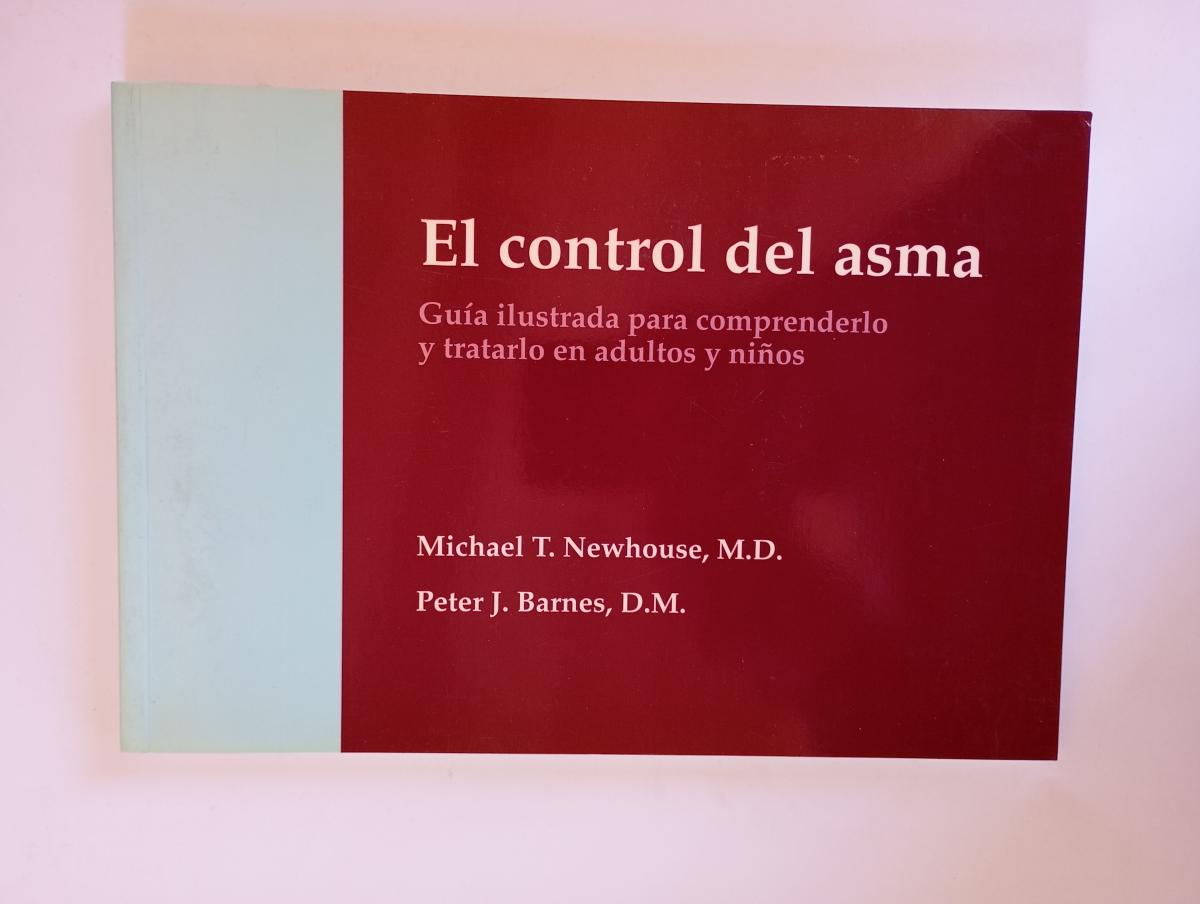 El control del asma
Guía ilustrada para comprenderlo
y tratarlo en adultos y niños
Michael T. Newhouse, M.D.
Peter J. Barnes, D.M.